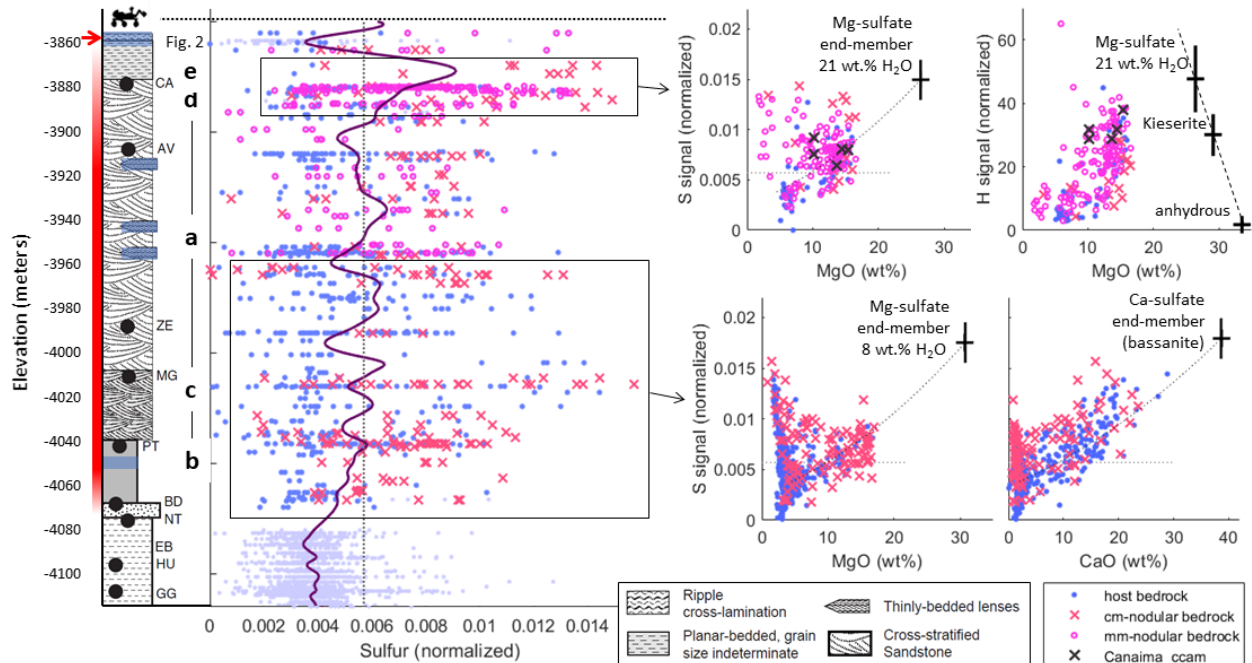 -3860
-3880
-3900
-3920
-3940
-3960
-3980
-4000
-4020
-4040
-4060
-4080
-4100
Elevation (meters)
CA
AV
ZE
MG
PT
BD
NT
EB
HU
GG
Fig. 2
e
d
a
c
b
0
0.002
0.004
0.006
0.008
0.01
0.012
0.014
Sulfur (normalized)
Mg-sulfate
end-member
21 wt.% H₂O
0.02
0.015
0.01
0.005
0
0
10
20
30
S signal (normalized)
MgO (wt%)
Mg-sulfate
21 wt.% H₂O
Kieserite
anhydrous
60
40
20
0
0
10
20
30
H signal (normalized)
MgO (wt%)
Mg-sulfate
end-member
8 wt.% H₂O
0.02
0.015
0.01
0.005
0
0
10
20
30
S signal (normalized)
MgO (wt%)
Ca-sulfate
end-member
(bassanite)
0
10
20
30
40
CaO (wt%)
Ripple
cross-lamination
Thinly-bedded lenses
Planar-bedded, grain
size indeterminate
Cross-stratified
Sandstone
host bedrock
cm-nodular bedrock
mm-nodular bedrock
Canaima ccam